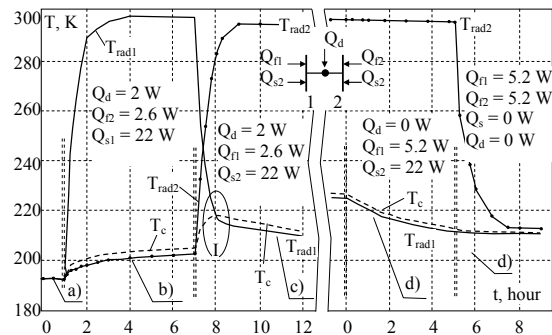 300
T, K
T_rad1
Q_d
T_rad2
Q_f1
Q_f2
Q_s2
Q_s2
1 2
280
Q_d = 2 W
Q_f2 = 2.6 W
Q_s1 = 22 W
Q_f1 = 5.2 W
Q_f2 = 5.2 W
Q_s = 0 W
Q_d = 0 W
260
Q_d = 2 W
Q_f1 = 2.6 W
Q_s2 = 22 W
Q_d = 0 W
Q_f1 = 5.2 W
Q_s2 = 22 W
240
220
T_rad2
T_c
T_c
T_rad1
T_c
T_rad1
I
200
a)
b)
c)
d)
d)
t, hour
180
0 2 4 6 8 10 12 0 2 4 6 8